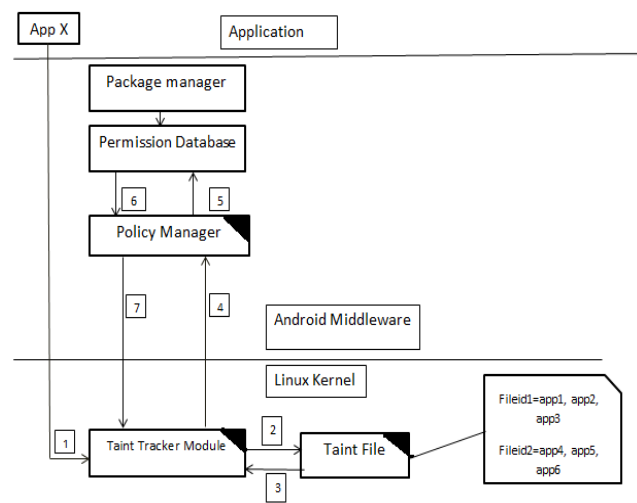 App X
Application
Package manager
Permission Database
6
5
Policy Manager
7
4
Android Middleware
Linux Kernel
Fileid1=app1, app2,
app3
Fileid2=app4, app5,
app6
1
Taint Tracker Module
2
Taint File
3